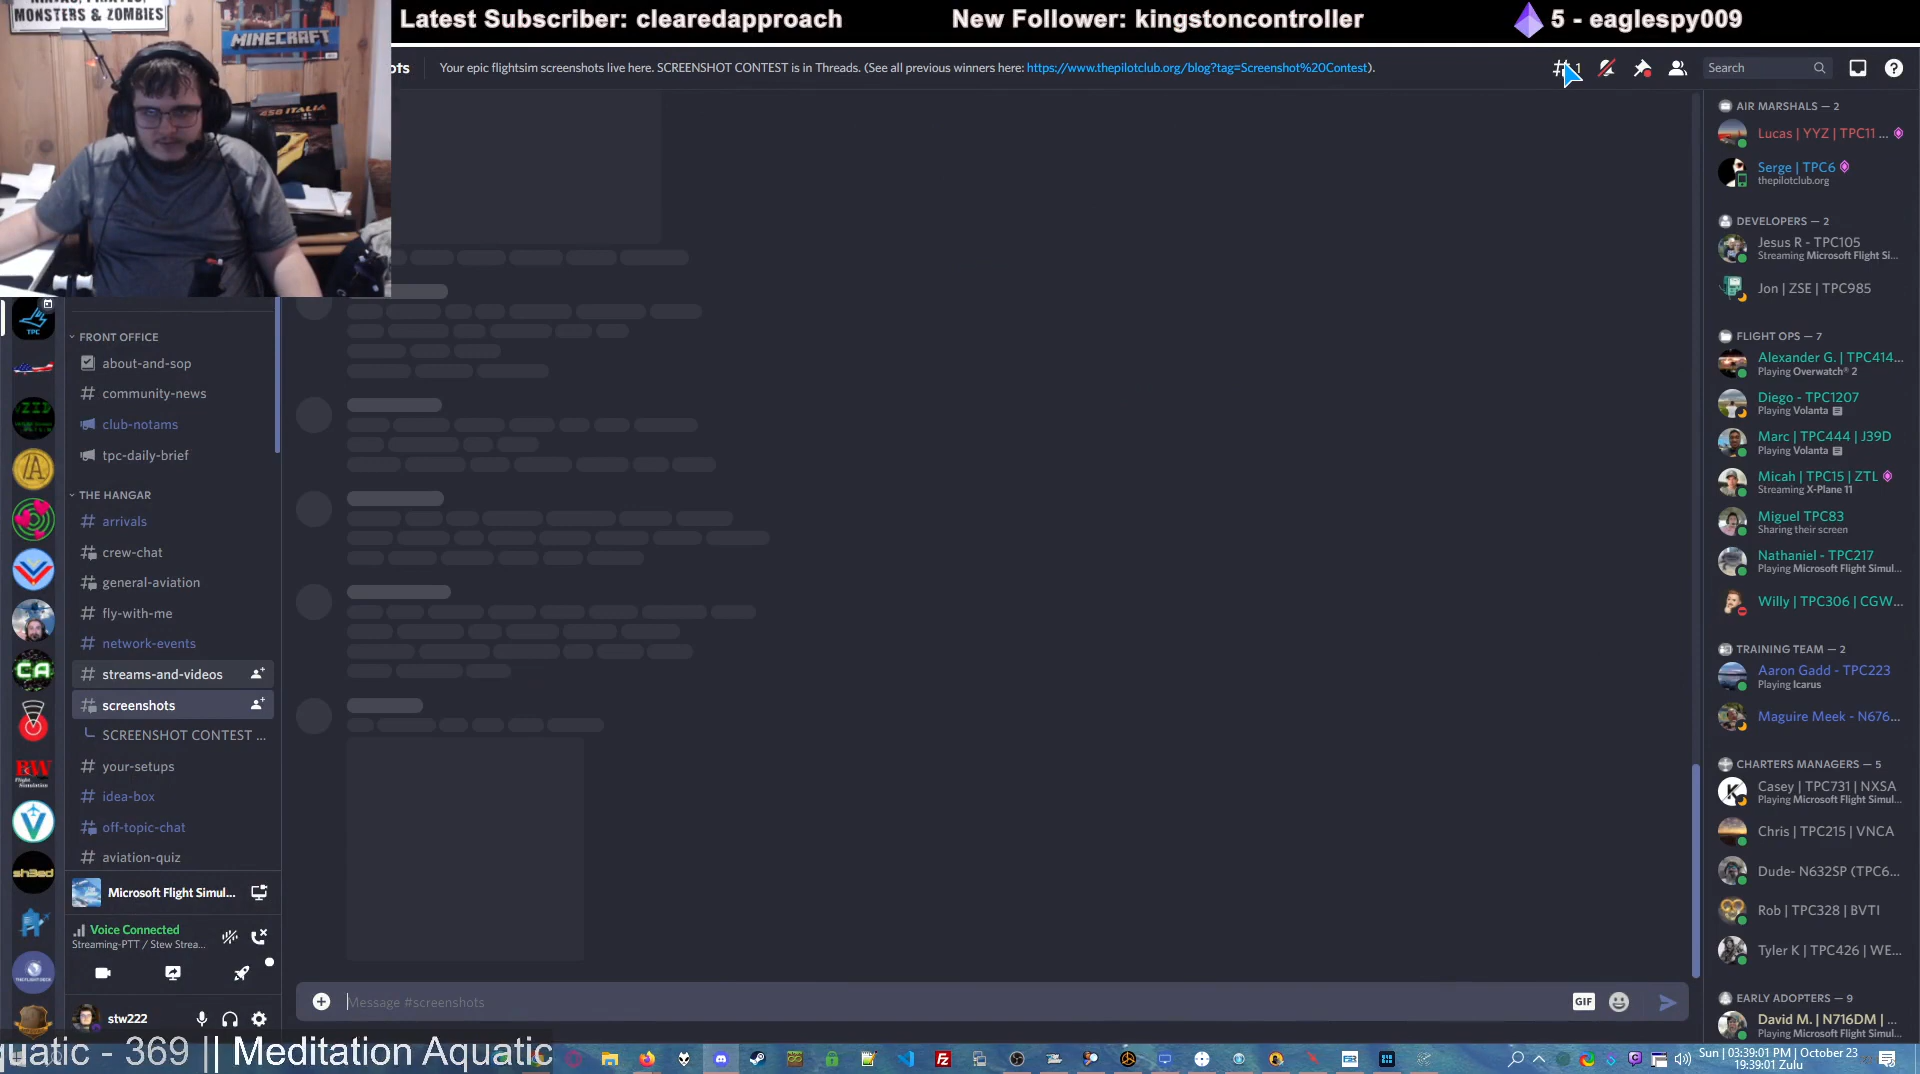 MONSTERS & ZOMBIES
MINECRAFT
458 ITALIA
Latest Subscriber: clearedapproach
New Follower: kingstoncontroller
5 - eaglespy009
Your epic flightsim screenshots live here. SCREENSHOT CONTEST is in Threads. (See all previous winners here: https://www.thepilotclub.org/blog?tag=Screenshot%20Contest).
1
Search
FRONT OFFICE
about-and-sop
community-news
club-notams
tpc-daily-brief
THE HANGAR
arrivals
crew-chat
general-aviation
fly-with-me
network-events
streams-and-videos
screenshots
SCREENSHOT CONTEST ...
your-setups
idea-box
off-topic-chat
aviation-quiz
Microsoft Flight Simul...
Voice Connected
Streaming-PTT / Stew Strea...
stw222
TPC
CA
RW
sh3ad
Message #screenshots
GIF
AIR MARSHALS — 2
Lucas | YYZ | TPC11 ...
Serge | TPC6
thepilotclub.org
DEVELOPERS — 2
Jesus R - TPC105
Streaming Microsoft Flight Si...
Jon | ZSE | TPC985
FLIGHT OPS — 7
Alexander G. | TPC414...
Playing Overwatch® 2
Diego - TPC1207
Playing Volanta
Marc | TPC444 | J39D
Playing Volanta
Micah | TPC15 | ZTL
Streaming X-Plane 11
Miguel TPC83
Sharing their screen
Nathaniel - TPC217
Playing Microsoft Flight Simul...
Willy | TPC306 | CGW...
TRAINING TEAM — 2
Aaron Gadd - TPC223
Playing Icarus
Maguire Meek - N676...
CHARTERS MANAGERS — 5
Casey | TPC731 | NXSA
Playing Microsoft Flight Simul...
Chris | TPC215 | VNCA
Dude- N632SP (TPC6...
Rob | TPC328 | BVTI
Tyler K | TPC426 | WE...
EARLY ADOPTERS — 9
David M. | N716DM | ...
Playing Microsoft Flight Simul...
quatic - 369 || Meditation Aquatic
Sun | 03:39:01 PM | October 23
19:39:01 Zulu